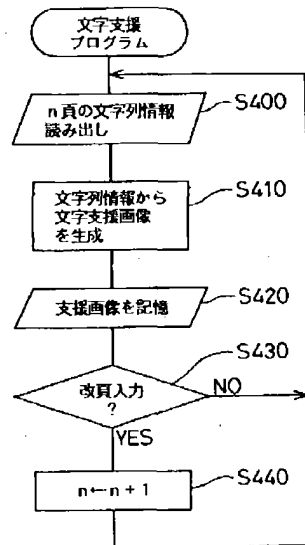 文字支援
プログラム
n頁の文字列情報
読み出し
S400
文字列情報から
文字支援画像
を生成
S410
支援画像を記憶
S420
改頁入力
?
S430
NO
YES
n←n+1
S440